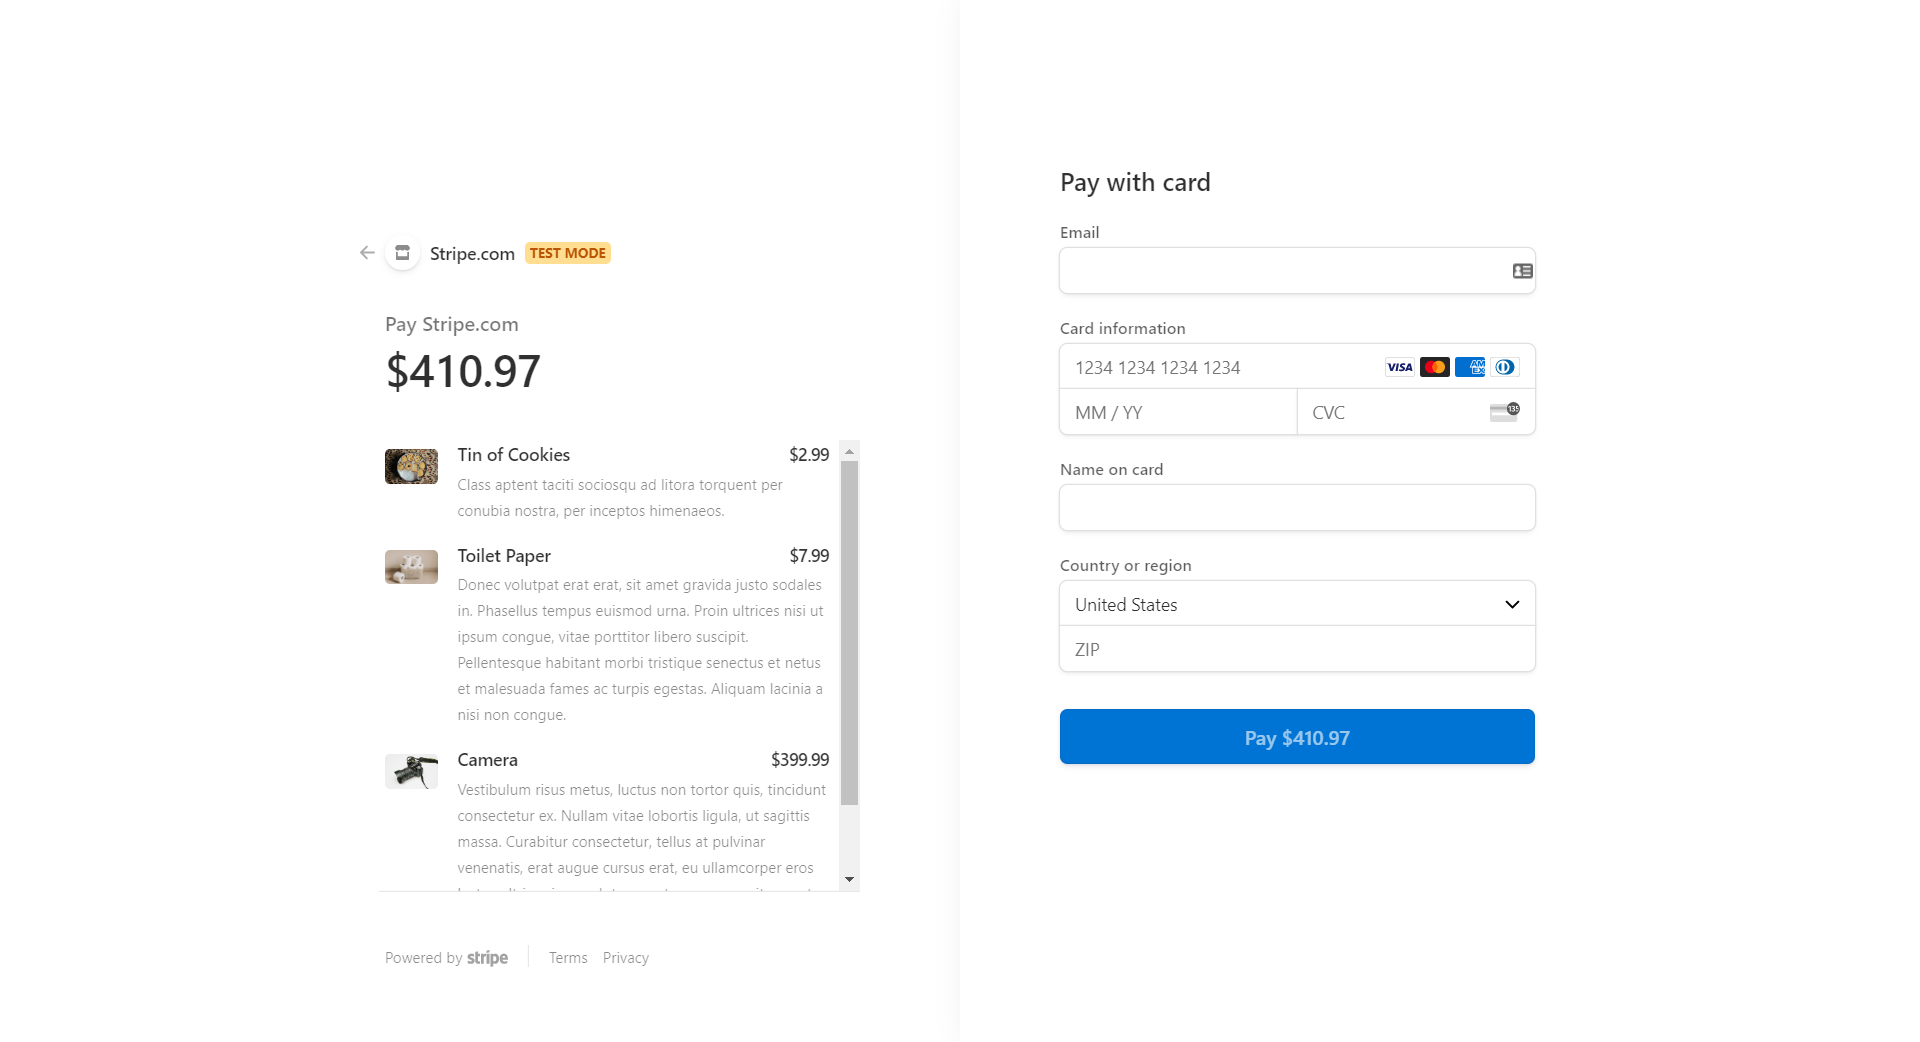 Stripe.com TEST MODE
Pay Stripe.com
$410.97
Tin of Cookies $2.99
Class aptent taciti sociosqu ad litora torquent per
conubia nostra, per inceptos himenaeos.
Toilet Paper $7.99
Donec volutpat erat erat, sit amet gravida justo sodales
in. Phasellus tempus euismod urna. Proin ultrices nisi ut
ipsum congue, vitae porttitor libero suscipit.
Pellentesque habitant morbi tristique senectus et netus
et malesuada fames ac turpis egestas. Aliquam lacinia a
nisi non congue.
Camera $399.99
Vestibulum risus metus, luctus non tortor quis, tincidunt
consectetur ex. Nullam vitae lobortis ligula, ut sagittis
massa. Curabitur consectetur, tellus at pulvinar
venenatis, erat augue cursus erat, eu ullamcorper eros
Powered by stripe Terms Privacy
Pay with card
Email
Card information
1234 1234 1234 1234 VISA AM EX
MM / YY CVC 135
Name on card
Country or region
United States
ZIP
Pay $410.97